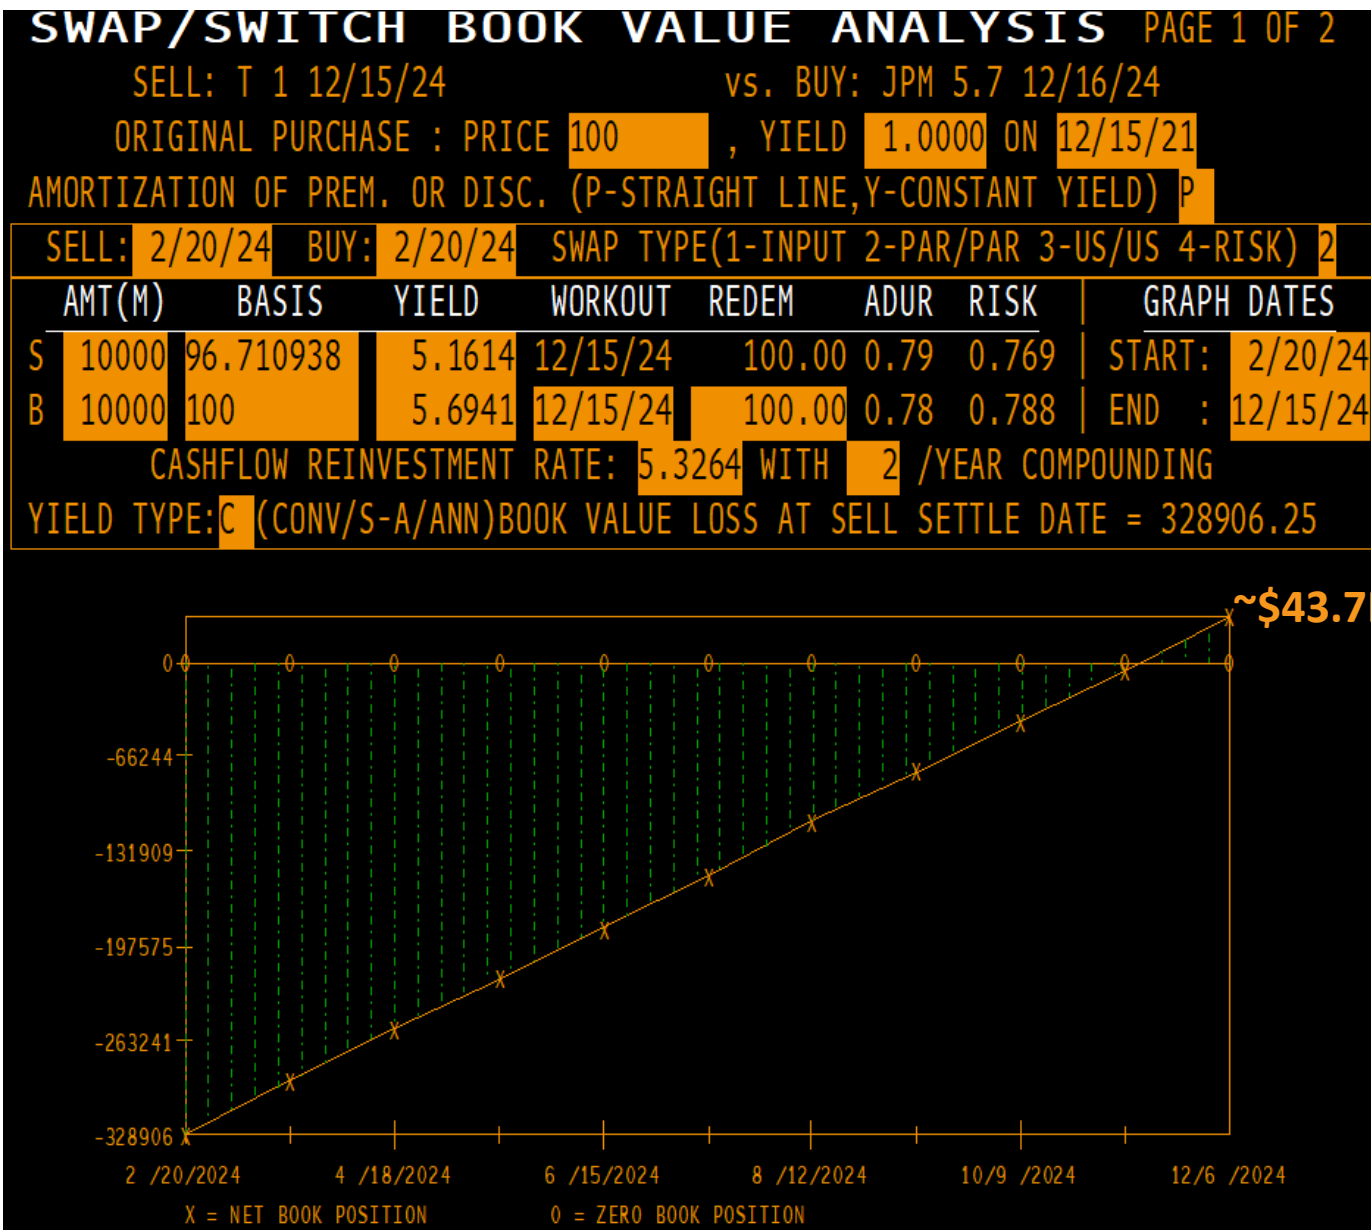 SWAP/SWITCH BOOK VALUE ANALYSIS PAGE 1 OF 2
SELL: T 1 12/15/24 vs. BUY: JPM 5.7 12/16/24
ORIGINAL PURCHASE : PRICE 100 , YIELD 1.0000 ON 12/15/21
AMORTIZATION OF PREM. OR DISC. (P-STRAIGHT LINE,Y-CONSTANT YIELD) P
SELL: 2/20/24 BUY: 2/20/24 SWAP TYPE(1-INPUT 2-PAR/PAR 3-US/US 4-RISK) 2
AMT(M) BASIS YIELD WORKOUT REDEM ADUR RISK | GRAPH DATES
S 10000 96.710938 5.1614 12/15/24 100.00 0.79 0.769 | START: 2/20/24
B 10000 100 5.6941 12/15/24 100.00 0.78 0.788 | END : 12/15/24
CASHFLOW REINVESTMENT RATE: 5.3264 WITH 2 /YEAR COMPOUNDING
YIELD TYPE:C (CONV/S-A/ANN)BOOK VALUE LOSS AT SELL SETTLE DATE = 328906.25
~$43.7
0
-66244
-131909
-197575
-263241
-328906
2 /20/2024 4 /18/2024 6 /15/2024 8 /12/2024 10/9 /2024 12/6 /2024
X = NET BOOK POSITION 0 = ZERO BOOK POSITION